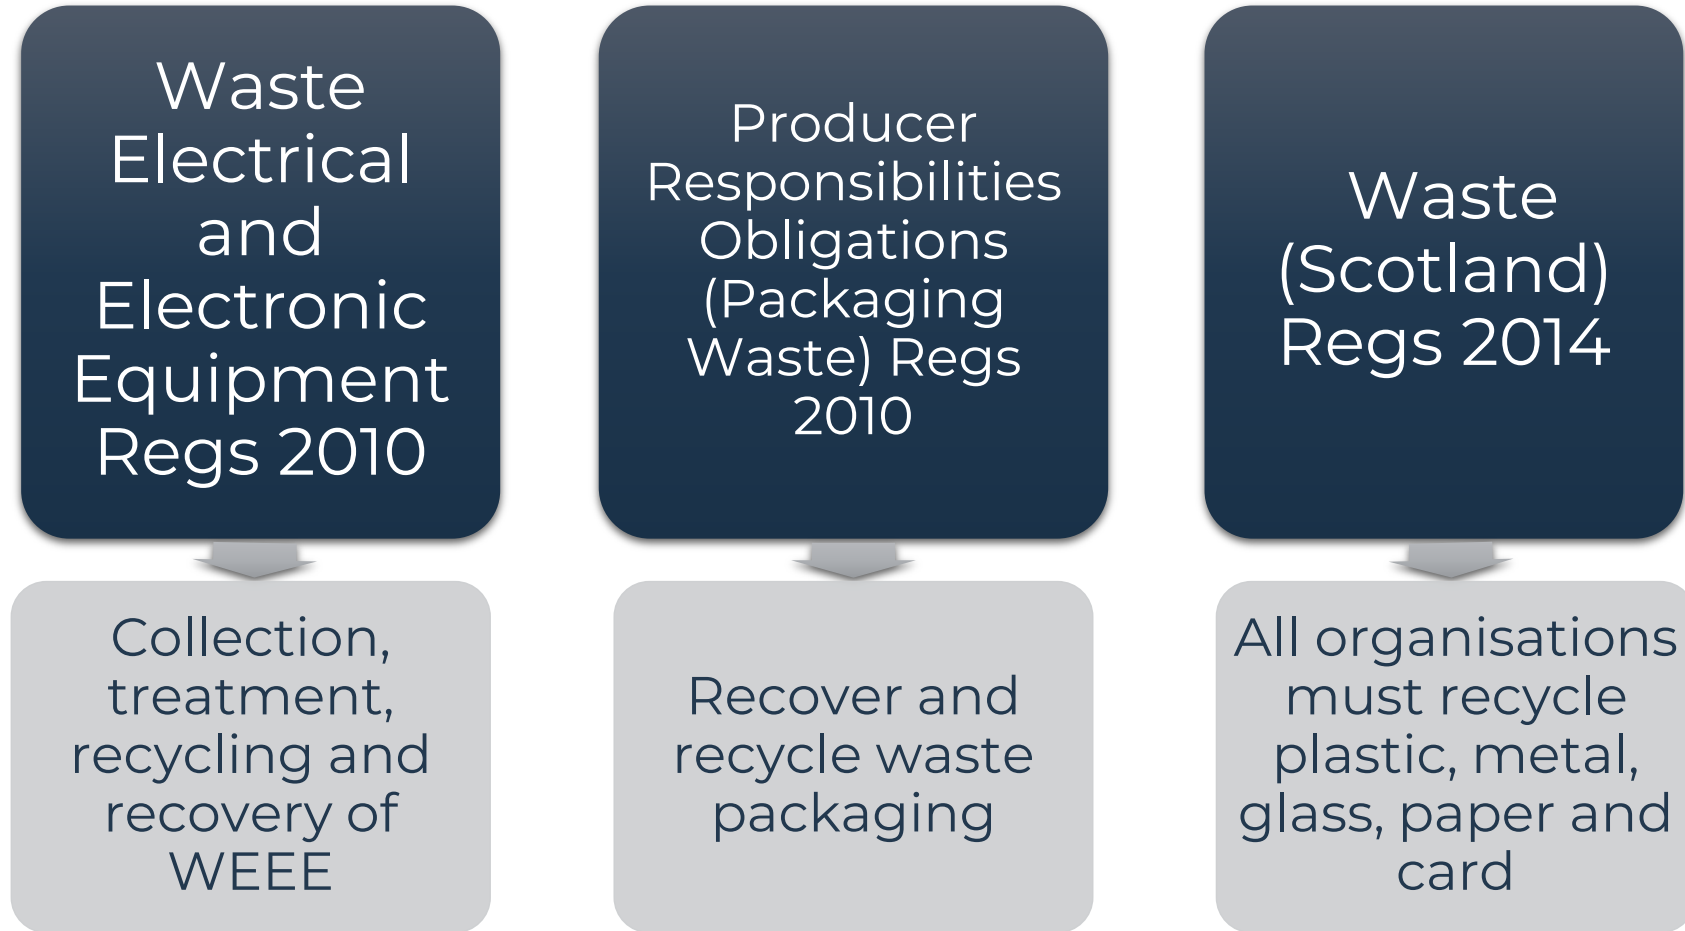 Waste
Electrical
and
Electronic
Equipment
Regs 2010
Collection,
treatment,
recycling and
recovery of
WEEE
Producer
Responsibilities
Obligations
(Packaging
Waste) Regs
2010
Recover and
recycle waste
packaging
Waste
(Scotland)
Regs 2014
All organisations
must recycle
plastic, metal,
glass, paper and
card